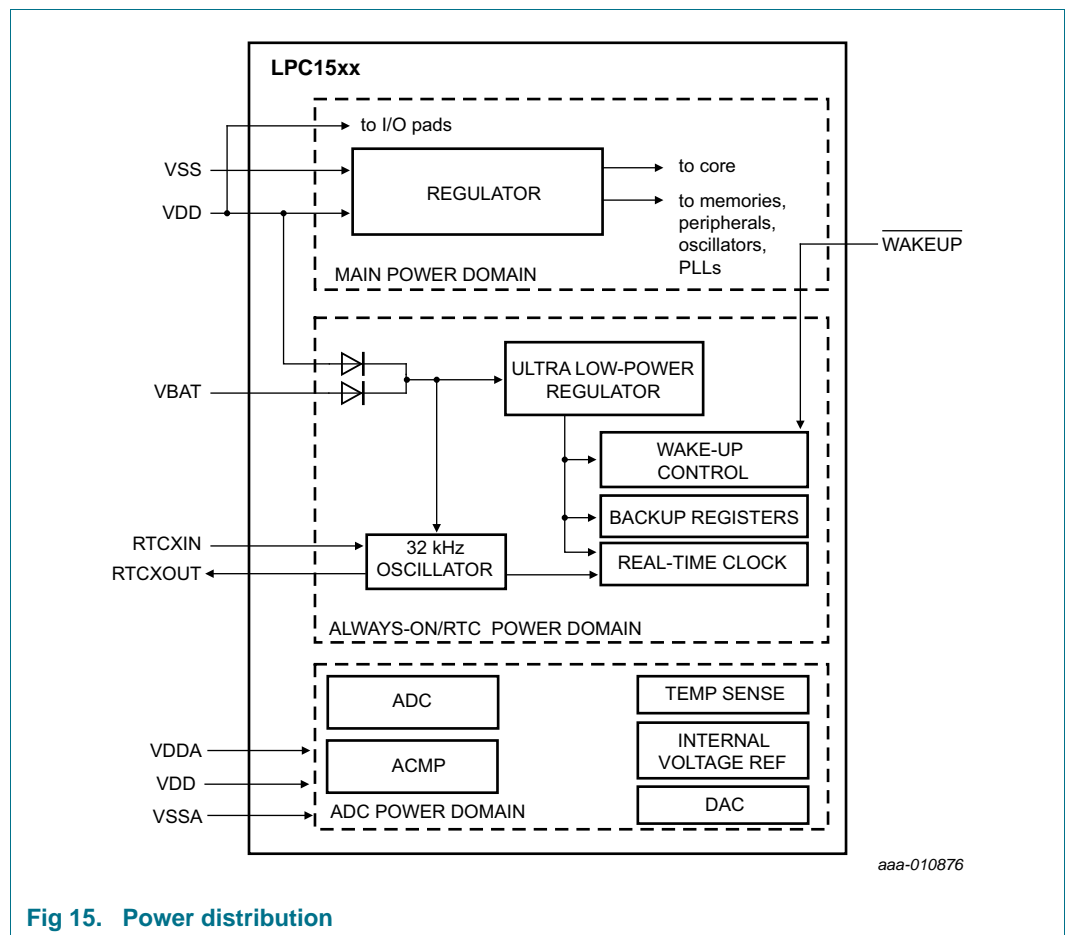 LPC15xx
to I/O pads
VSS
VDD
REGULATOR
to core
to memories,
peripherals,
oscillators,
PLLs
WAKEUP
MAIN POWER DOMAIN
VBAT
ULTRA LOW-POWER
REGULATOR
WAKE-UP
CONTROL
BACKUP REGISTERS
REAL-TIME CLOCK
RTCXIN
RTCXOUT
32 kHz
OSCILLATOR
ALWAYS-ON/RTC POWER DOMAIN
ADC
TEMP SENSE
VDDA
VDD
VSSA
ACMP
INTERNAL
VOLTAGE REF
DAC
ADC POWER DOMAIN
aaa-010876
Fig 15. Power distribution